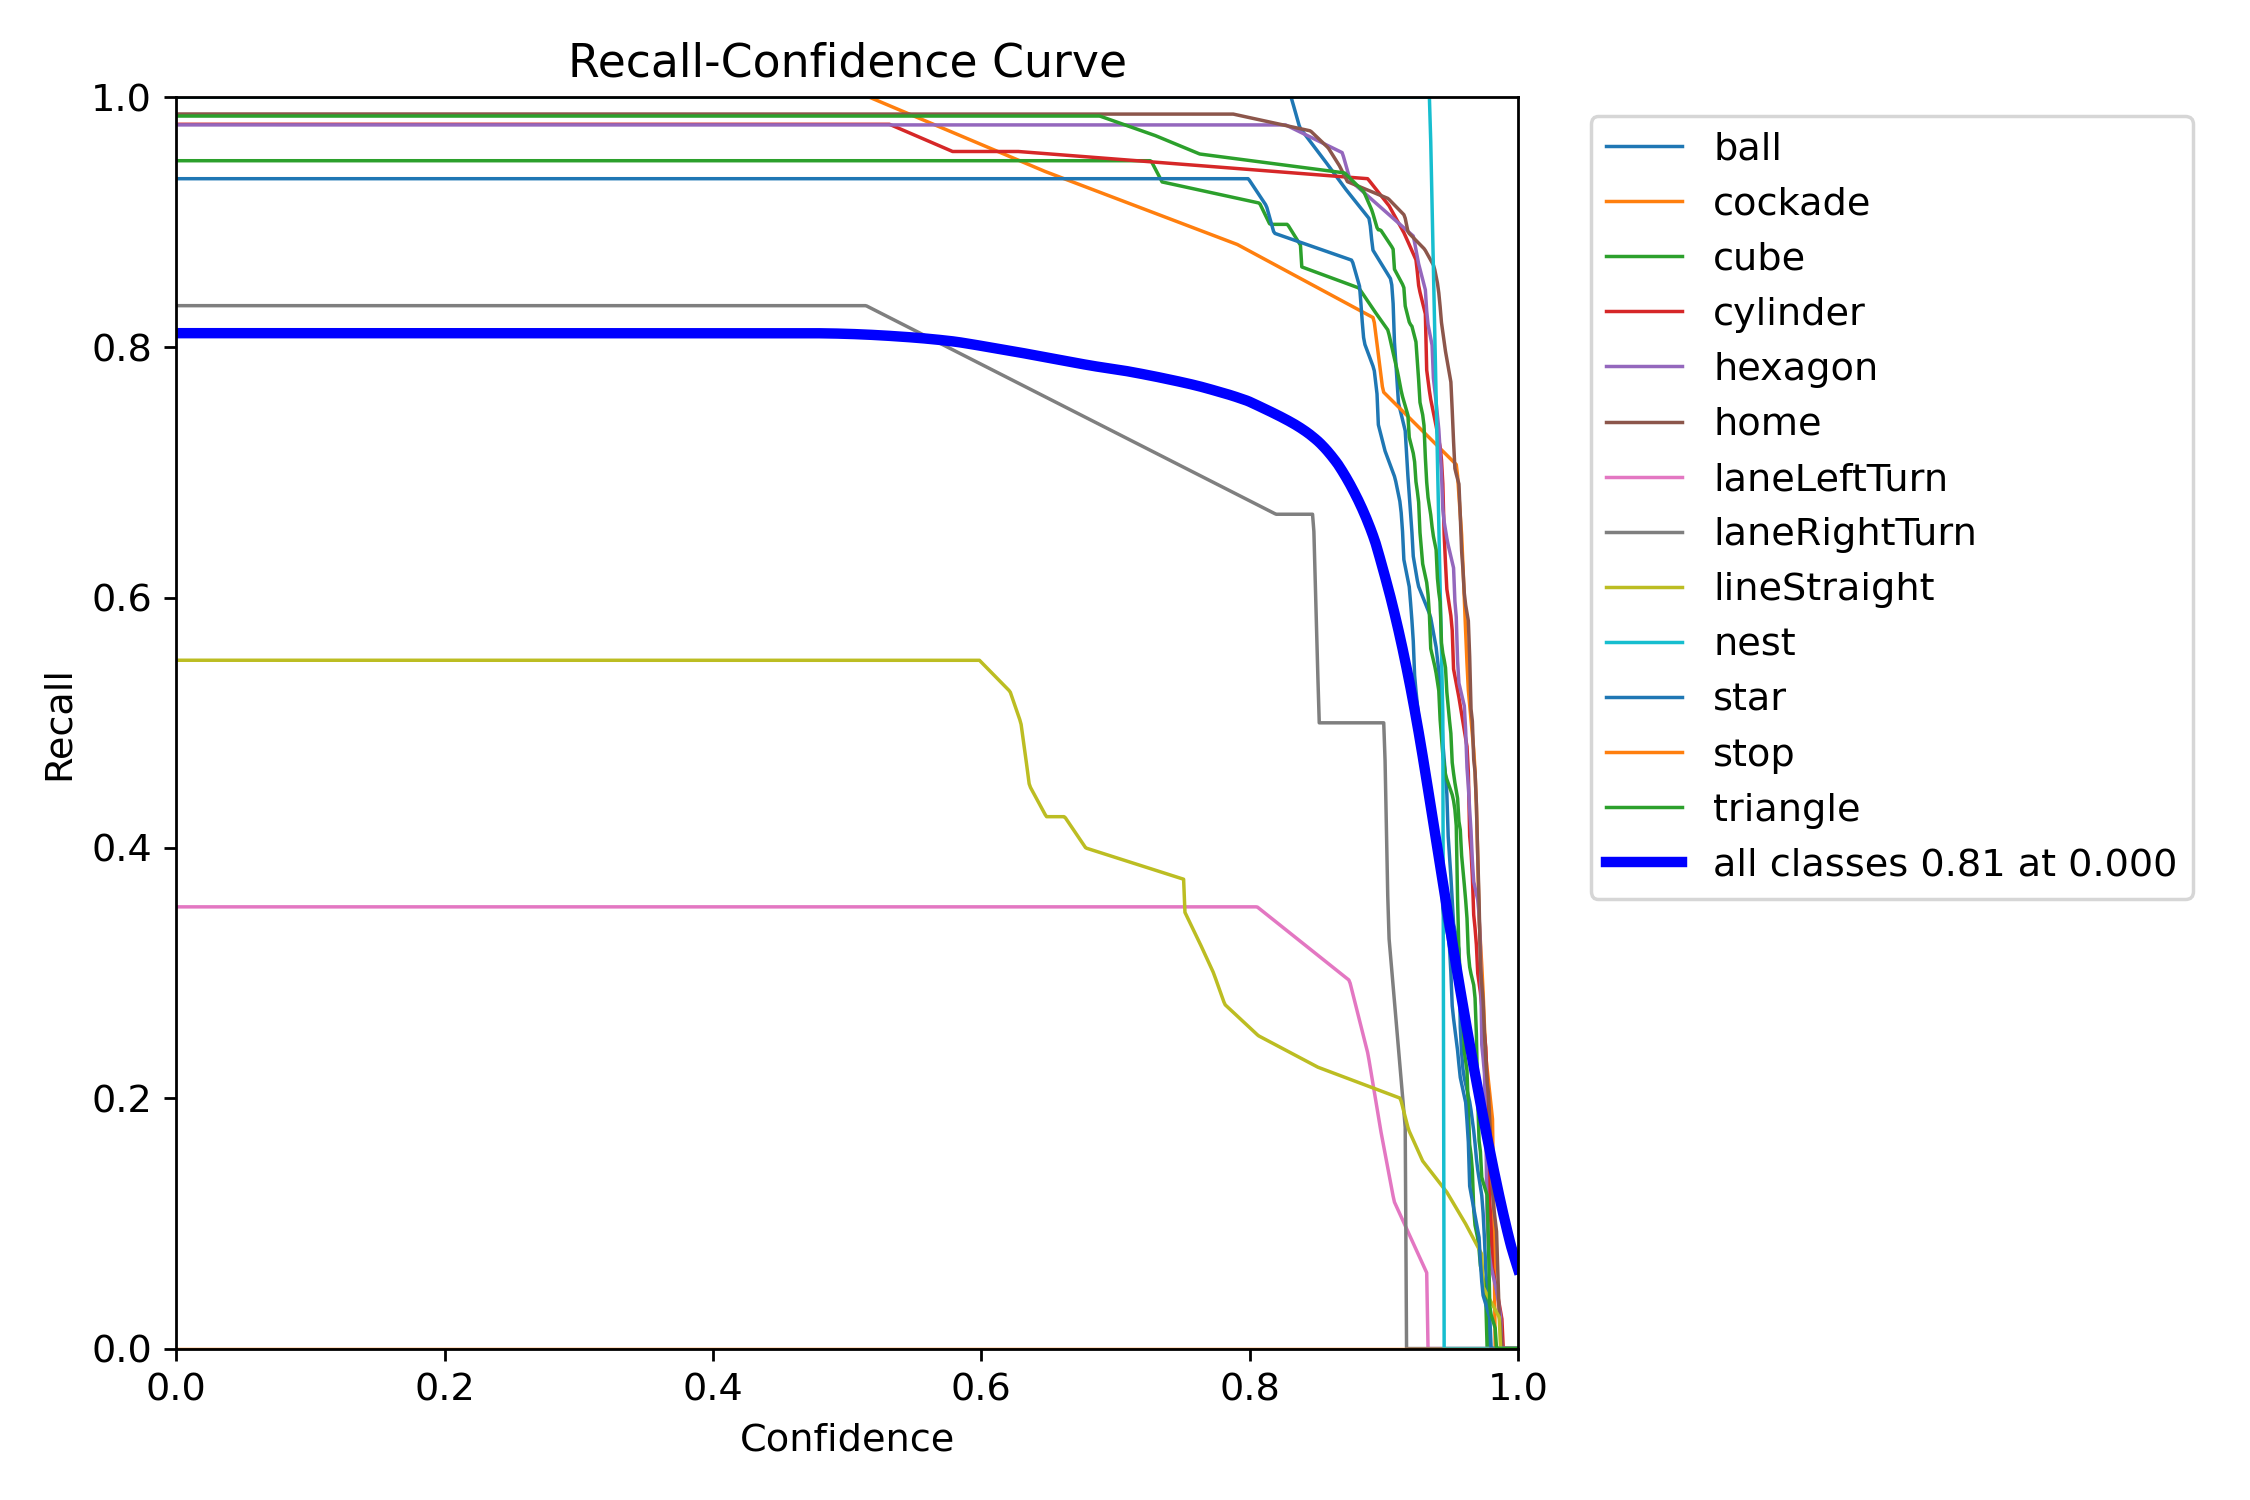 Recall-Confidence Curve
1.0
0.8
0.6
0.4
0.2
0.0
Recall
0.0 0.2 0.4 0.6 0.8 1.0
Confidence
ball
cockade
cube
cylinder
hexagon
home
laneLeftTurn
laneRightTurn
lineStraight
nest
star
stop
triangle
all classes 0.81 at 0.000